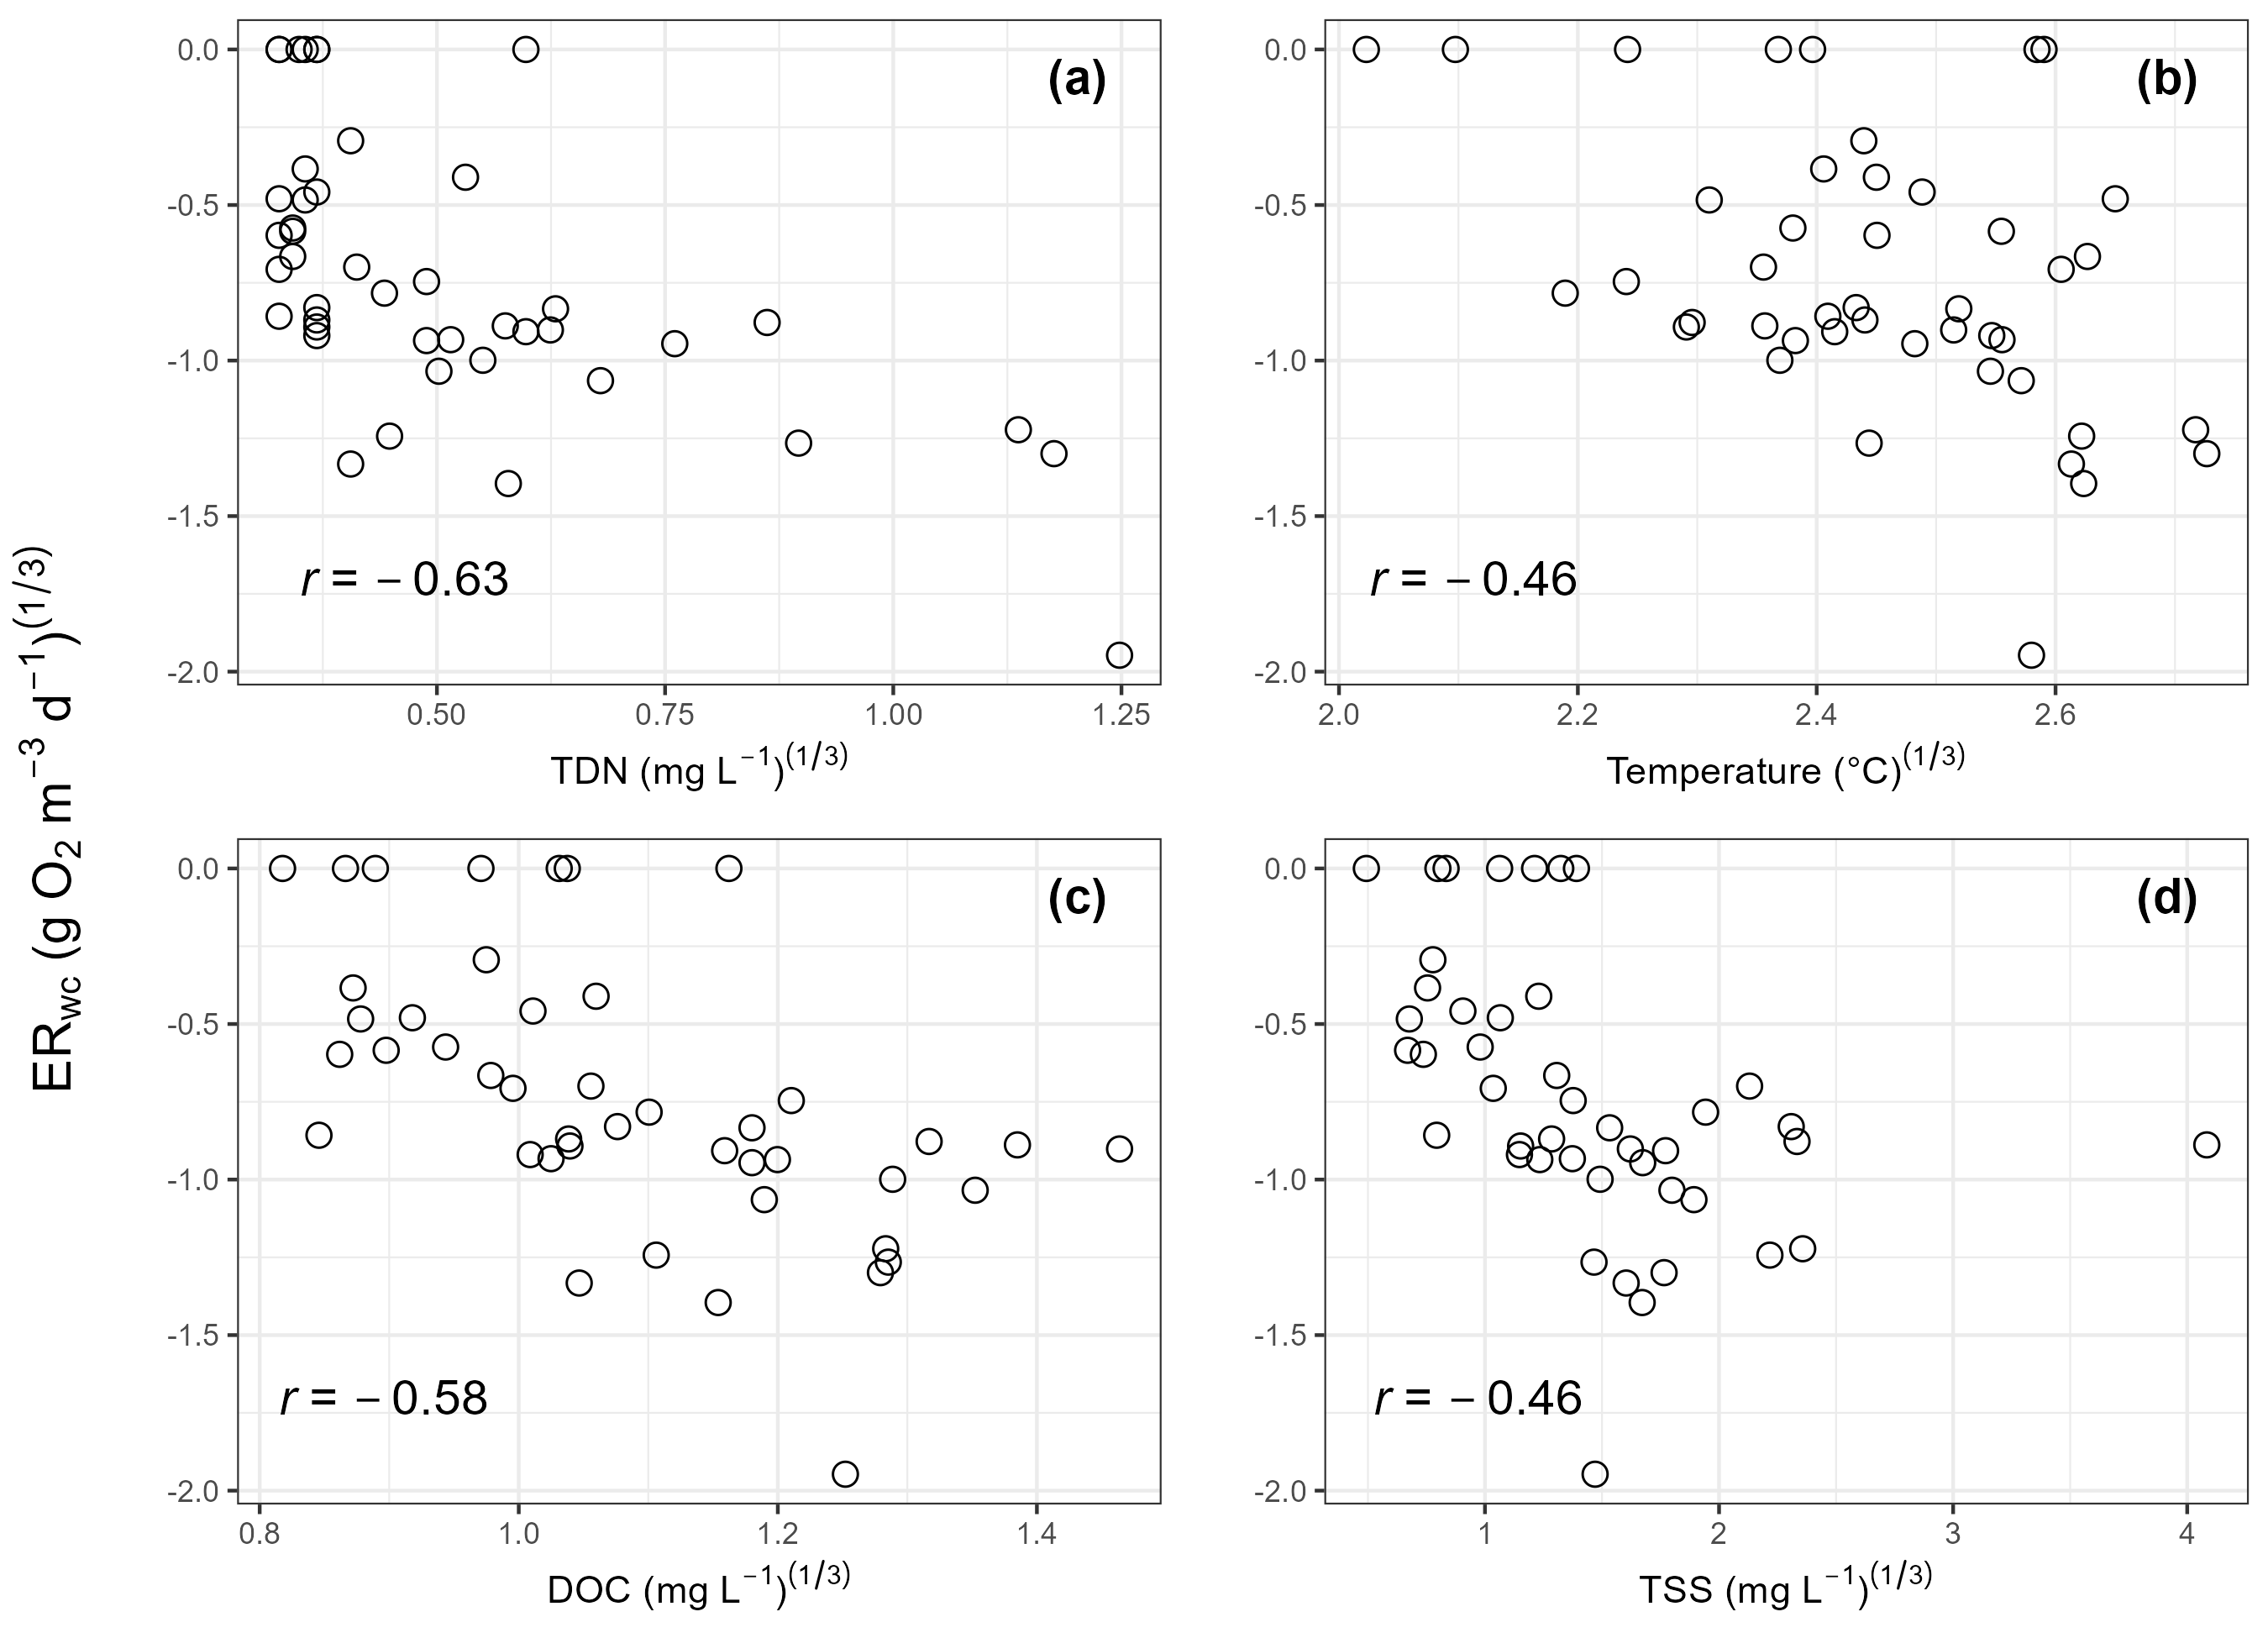 ERwc (g O₂ m⁻³ d⁻¹)⁽¹/³⁾
(a)
0.0
-0.5
-1.0
-1.5
-2.0
r = – 0.63
0.50 0.75 1.00 1.25
TDN (mg L⁻¹)⁽¹/³⁾
(b)
0.0
-0.5
-1.0
-1.5
-2.0
r = – 0.46
2.0 2.2 2.4 2.6
Temperature (°C)⁽¹/³⁾
(c)
0.0
-0.5
-1.0
-1.5
-2.0
r = – 0.58
0.8 1.0 1.2 1.4
DOC (mg L⁻¹)⁽¹/³⁾
(d)
0.0
-0.5
-1.0
-1.5
-2.0
r = – 0.46
1 2 3 4
TSS (mg L⁻¹)⁽¹/³⁾